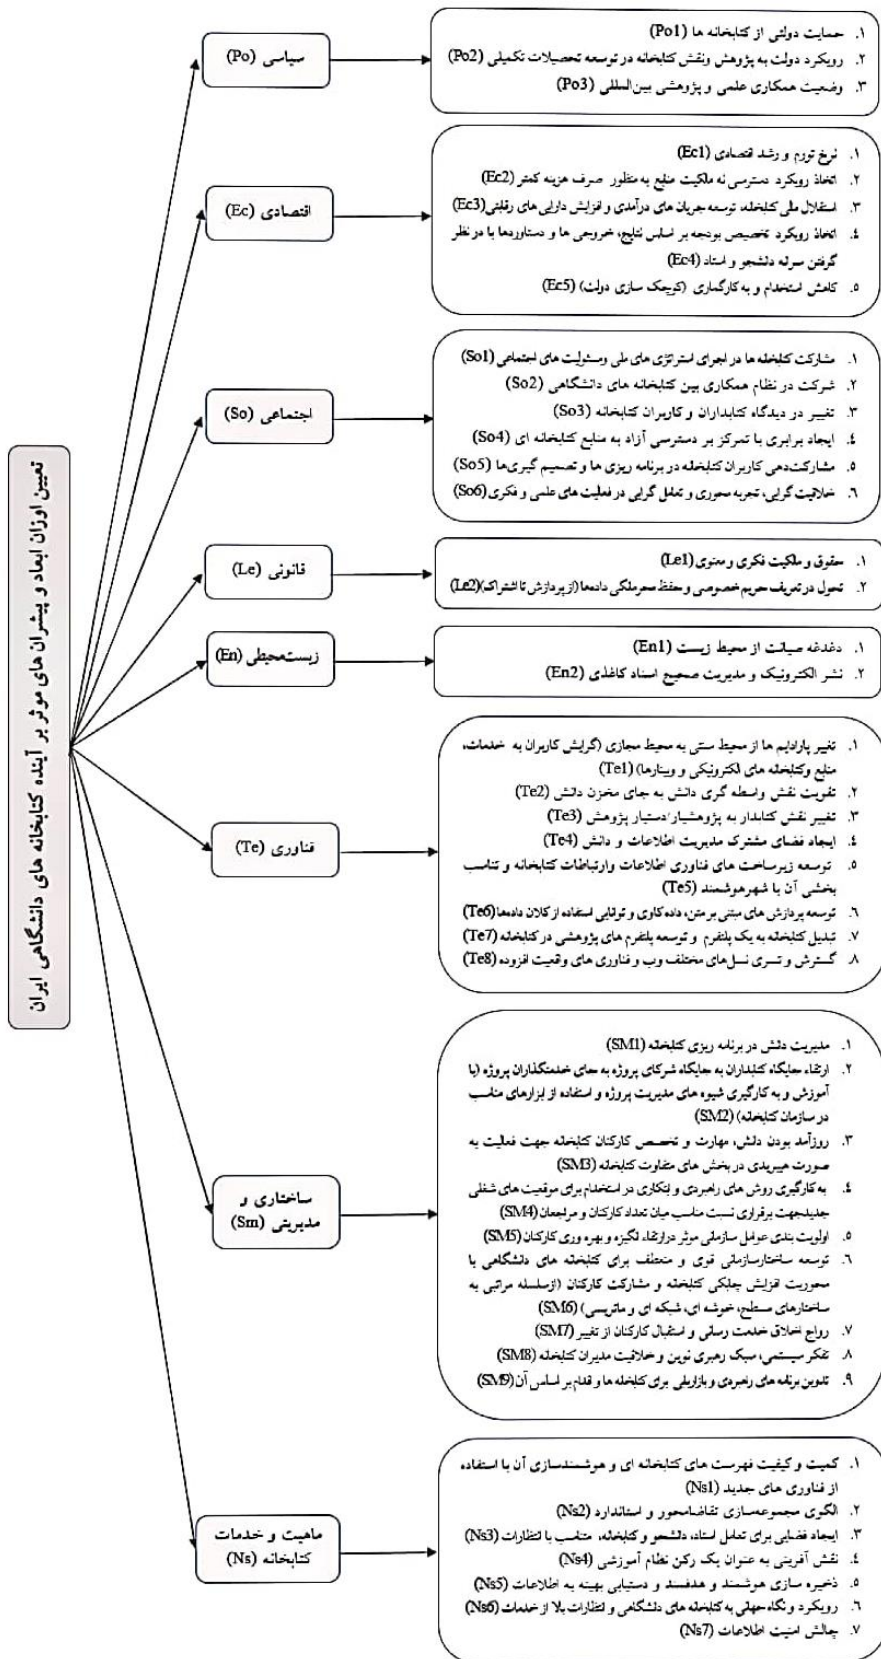 تعیین اوزان ابعاد و پیشران های موثر بر آینده کتابخانه های دانشگاهی ایران
سیاسی (Po)
۱. حمایت دولتی از کتابخانه ها (Po1)
۲. رویکرد دولت به پژوهش ونقش کتابخانه در توسعه تحصیلات تکمیلی (Po2)
۳. وضعیت همکاری علمی و پژوهشی بین‌المللی (Po3)
اقتصادی (Ec)
۱. نرخ تورم و رشد اقتصادی (Ec1)
۲. اتخاذ رویکرد دسترسی نه ملکیت منابع به منظور صرف هزینه کمتر (Ec2)
۳. استقلال ملی کتابخانه، توسعه جریان های درآمدی و افزایش دارایی های رقابتی (Ec3)
۴. اتخاذ رویکرد تخصیص بودجه بر اساس نتایج، خروجی ها و دستاوردها با در نظر
گرفتن سرانه دانشجو و استاد (Ec4)
۵. کاهش استخدام و به کارگماری (کوچک سازی دولت) (Ec5)
اجتماعی (So)
۱. مشارکت کتابخانه ها در اجرای استراتژی های ملی ومسئولیت های اجتماعی (So1)
۲. شرکت در نظام همکاری بین کتابخانه های دانشگاهی (So2)
۳. تغییر در دیدگاه کتابداران و کاربران کتابخانه (So3)
۴. ایجاد برابری با تمرکز بر دسترسی آزاد به منابع کتابخانه ای (So4)
۵. مشارکت‌دهی کاربران کتابخانه در برنامه ریزی ها و تصمیم گیری‌ها (So5)
۶. خلاقیت گرایی، تجربه محوری و تعامل گرایی در فعالیت های علمی و فکری (So6)
قانونی (Le)
۱. حقوق و ملکیت فکری و معنوی (Le1)
۲. تحول در تعریف حریم خصوصی و حفظ محرمانگی داده‌ها (از پردازش تا اشتراک) (Le2)
زیست‌محیطی (En)
۱. دغدغه صیانت از محیط زیست (En1)
۲. نشر الکترونیک و مدیریت صحیح اسناد کاغذی (En2)
فناوری (Te)
۱. تغییر پارادایم ها از محیط سنتی به محیط مجازی (گرایش کاربران به خدمات،
منابع وکتابخانه های الکترونیکی و وبینارها) (Te1)
۲. تقویت نقش واسطه گری دانش به جای مخزن دانش (Te2)
۳. تغییر نقش کتابدار به پژوهشیار/دستیار پژوهش (Te3)
۴. ایجاد فضای مشترک مدیریت اطلاعات و دانش (Te4)
۵. توسعه زیرساخت های فناوری اطلاعات وارتباطات کتابخانه و تناسب
بخشی آن با شهرهوشمند (Te5)
۶. توسعه پردازش های مبتنی بر متن، داده کاوی و توانایی استفاده از کلان داده‌ها (Te6)
۷. تبدیل کتابخانه به یک پلتفرم و توسعه پلتفرم های پژوهشی در کتابخانه (Te7)
۸. گسترش و تسری نسل‌های مختلف وب و فناوری های واقعیت افزوده (Te8)
ساختاری و
مدیریتی (Sm)
۱. مدیریت دانش در برنامه ریزی کتابخانه (SM1)
۲. ارتقاء جایگاه کتابداران به جایگاه شرکای پروژه به جای خدمتگذاران پروژه (با
آموزش و به کارگیری شیوه های مدیریت پروژه و استفاده از ابزارهای مناسب
در سازمان کتابخانه) (SM2)
۳. روزآمد بودن دانش، مهارت و تخصص کارکنان کتابخانه جهت فعالیت به
صورت هیبریدی در بخش های متفاوت کتابخانه (SM3)
۴. به کارگیری روش های راهبردی و ابتکاری در استخدام برای موقعیت های شغلی
جدیدجهت برقراری نسبت مناسب میان تعداد کارکنان و مراجعان (SM4)
۵. اولویت بندی عوامل سازمانی موثر درارتقاء انگیزه و بهره وری کارکنان (SM5)
۶. توسعه ساختارسازمانی قوی و منعطف برای کتابخانه های دانشگاهی با
محوریت افزایش چابکی کتابخانه و مشارکت کارکنان (ازسلسله مراتبی به
ساختارهای مسطح، خوشه ای، شبکه ای و ماتریسی) (SM6)
۷. رواج اخلاق خدمت رسانی و استقبال کارکنان از تغییر (SM7)
۸. تفکر سیستمی، سبک رهبری نوین و خلاقیت مدیران کتابخانه (SM8)
۹. تدوین برنامه های راهبردی و بازاریابی برای کتابخانه ها و اقدام بر اساس آن (SM9)
ماهیت و خدمات
کتابخانه (Ns)
۱. کمیت و کیفیت فهرست های کتابخانه ای و هوشمندسازی آن با استفاده
از فناوری های جدید (Ns1)
۲. الگوی مجموعه‌سازی تقاضامحور و استاندارد (Ns2)
۳. ایجاد فضایی برای تعامل استاد، دانشجو و کتابخانه، متناسب با انتظارات (Ns3)
۴. نقش آفرینی به عنوان یک رکن نظام آموزشی (Ns4)
۵. ذخیره سازی هوشمند و هدفمند و دستیابی بهینه به اطلاعات (Ns5)
۶. رویکرد و نگاه جهانی به کتابخانه های دانشگاهی و انتظارات بالا از خدمات (Ns6)
۷. چالش امنیت اطلاعات (Ns7)